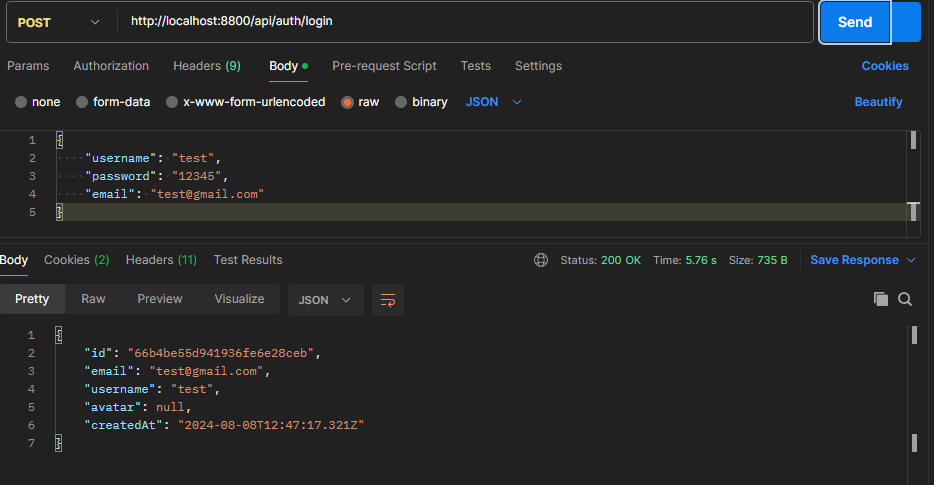 POST http://localhost:8800/api/auth/login Send
Params Authorization Headers (9) Body Pre-request Script Tests Settings Cookies
none form-data x-www-form-urlencoded raw binary JSON Beautify
1 {
2 "username": "test",
3 "password": "12345",
4 "email": "test@gmail.com"
5 }
Body Cookies (2) Headers (11) Test Results Status: 200 OK Time: 5.76 s Size: 735 B Save Response
Pretty Raw Preview Visualize JSON
1 {
2 "id": "66b4be55d941936fe6e28ceb",
3 "email": "test@gmail.com",
4 "username": "test",
5 "avatar": null,
6 "createdAt": "2024-08-08T12:47:17.321Z"
7 }